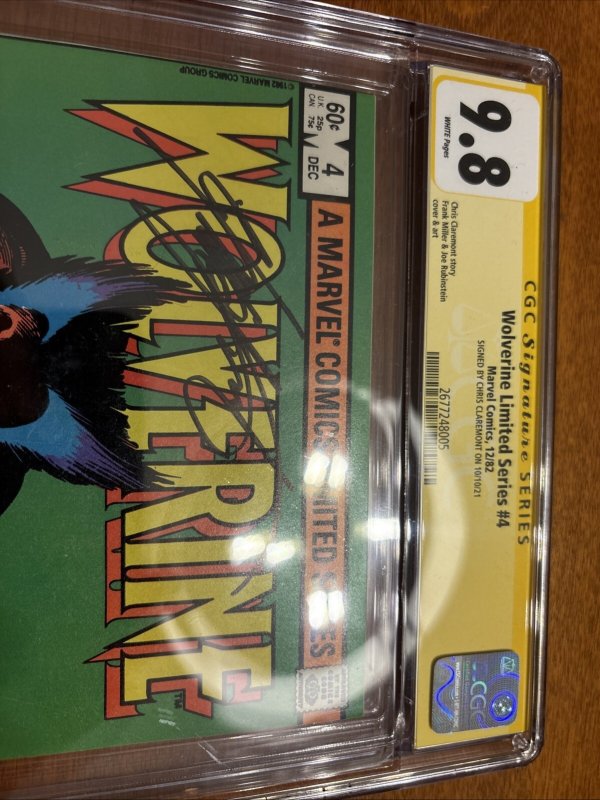 CGC Signature SERIES
9.8
WHITE Pages
Wolverine Limited Series #4
Marvel Comics, 12/82
SIGNED BY CHRIS CLAREMONT ON 10/10/21
Chris Claremont story
Frank Miller & Joe Rubinstein
cover & art
2677248005
CGC
60¢
U.K. 25p
CAN. 75¢
4
DEC
A MARVEL® COMICS LIMITED SERIES
©1982 MARVEL COMICS GROUP
WOLVERINE™